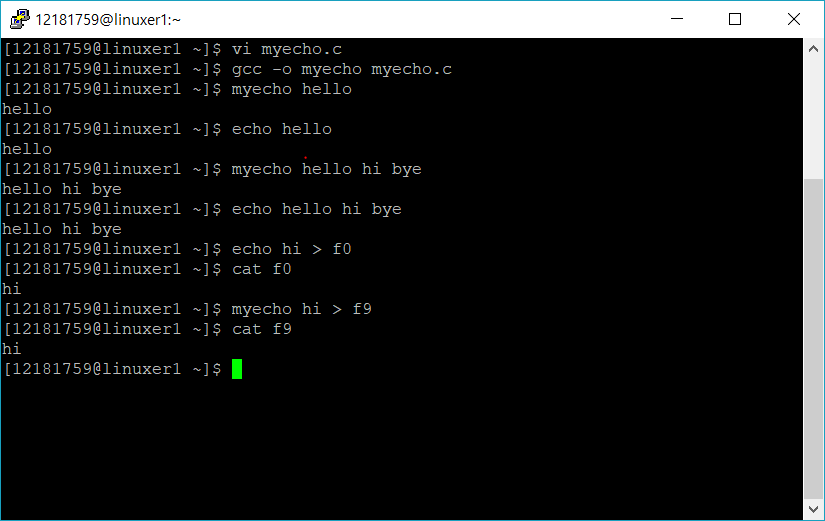 12181759@linuxer1:~
[12181759@linuxer1 ~]$ vi myecho.c
[12181759@linuxer1 ~]$ gcc -o myecho myecho.c
[12181759@linuxer1 ~]$ myecho hello
hello
[12181759@linuxer1 ~]$ echo hello
hello
[12181759@linuxer1 ~]$ myecho hello hi bye
hello hi bye
[12181759@linuxer1 ~]$ echo hello hi bye
hello hi bye
[12181759@linuxer1 ~]$ echo hi > f0
[12181759@linuxer1 ~]$ cat f0
hi
[12181759@linuxer1 ~]$ myecho hi > f9
[12181759@linuxer1 ~]$ cat f9
hi
[12181759@linuxer1 ~]$